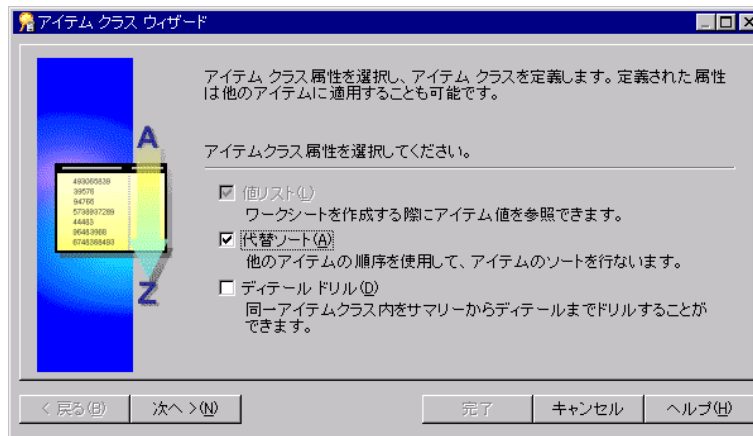 アイテム クラス ウィザード
アイテム クラス属性を選択し、アイテム クラスを定義します。定義された属性
は他のアイテムに適用することも可能です。
アイテムクラス属性を選択してください。
A
493065839
39576
94766
5738937289
44483
96463968
6746368493
Z
値リスト(L)
ワークシートを作成する際にアイテム値を参照できます。
代替ソート(A)
他のアイテムの順序を使用して、アイテムのソートを行ないます。
ディテール ドリル(D)
同一アイテムクラス内をサマリーからディテールまでドリルすることが
できます。
< 戻る(B)
次へ >(N)
完了
キャンセル
ヘルプ(H)